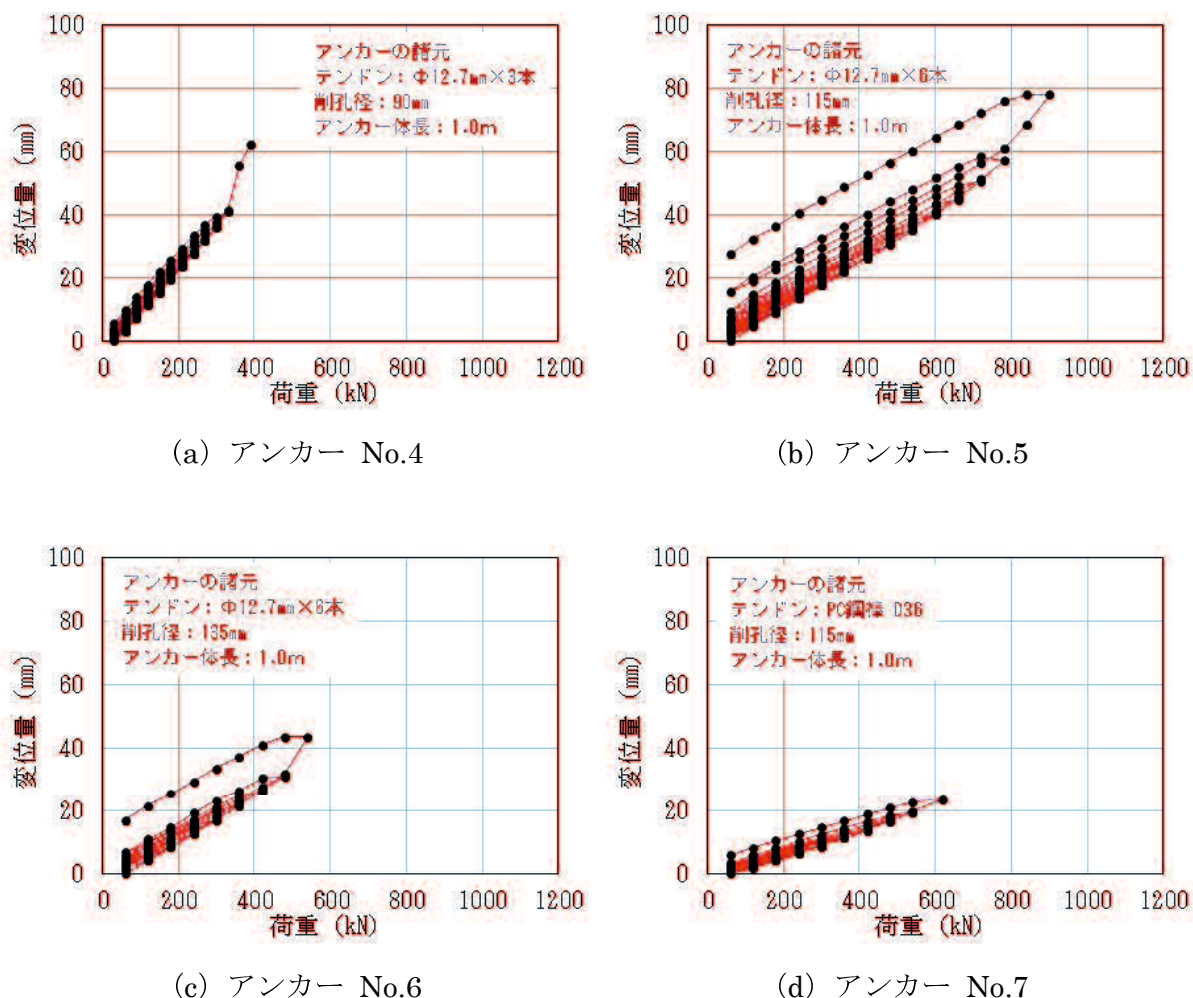 100
80
60
40
20
0
変位量 (mm)
アンカーの諸元
テンドン：Φ12.7mm×3本
削孔径：90mm
アンカー体長：1.0m
0 200 400 600 800 1000 1200
荷重 (kN)
(a) アンカー No.4
100
80
60
40
20
0
変位量 (mm)
アンカーの諸元
テンドン：Φ12.7mm×6本
削孔径：115mm
アンカー体長：1.0m
0 200 400 600 800 1000 1200
荷重 (kN)
(b) アンカー No.5
100
80
60
40
20
0
変位量 (mm)
アンカーの諸元
テンドン：Φ12.7mm×6本
削孔径：135mm
アンカー体長：1.0m
0 200 400 600 800 1000 1200
荷重 (kN)
(c) アンカー No.6
100
80
60
40
20
0
変位量 (mm)
アンカーの諸元
テンドン：PC鋼棒 D36
削孔径：115mm
アンカー体長：1.0m
0 200 400 600 800 1000 1200
荷重 (kN)
(d) アンカー No.7